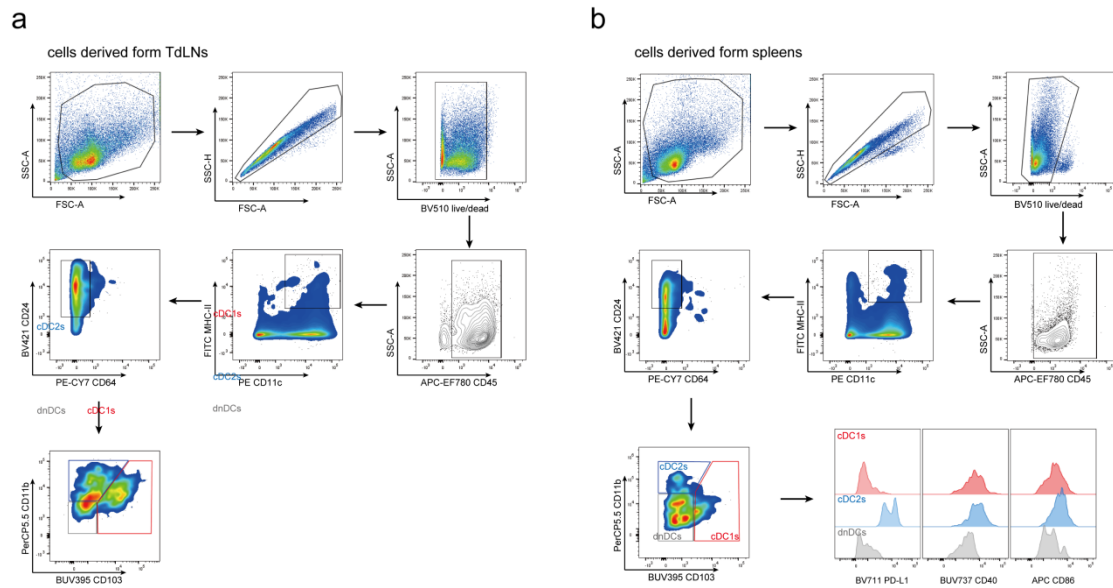 a
cells derived form TdLNs
SSC-A
FSC-A
SSC-H
FSC-A
SSC-A
BV510 live/dead
BV421 CD24
cDC2s
PE-CY7 CD64
FITC MHC-II
cDC1s
cDC2s
PE CD11c
SSC-A
APC-EF780 CD45
dnDCs
cDC1s
dnDCs
PerCP5.5 CD11b
BUV395 CD103
b
cells derived form spleens
SSC-A
FSC-A
SSC-H
FSC-A
SSC-A
BV510 live/dead
BV421 CD24
PE-CY7 CD64
FITC MHC-II
PE CD11c
SSC-A
APC-EF780 CD45
PerCP5.5 CD11b
cDC2s
dnDCs
cDC1s
BUV395 CD103
cDC1s
cDC2s
dnDCs
BV711 PD-L1
BUV737 CD40
APC CD86